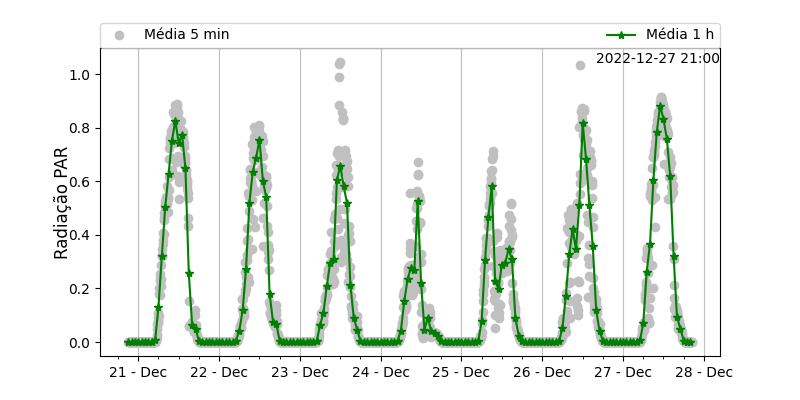 Média 5 min
Média 1 h
2022-12-27 21:00
Radiação PAR
1.0
0.8
0.6
0.4
0.2
0.0
21 - Dec
22 - Dec
23 - Dec
24 - Dec
25 - Dec
26 - Dec
27 - Dec
28 - Dec